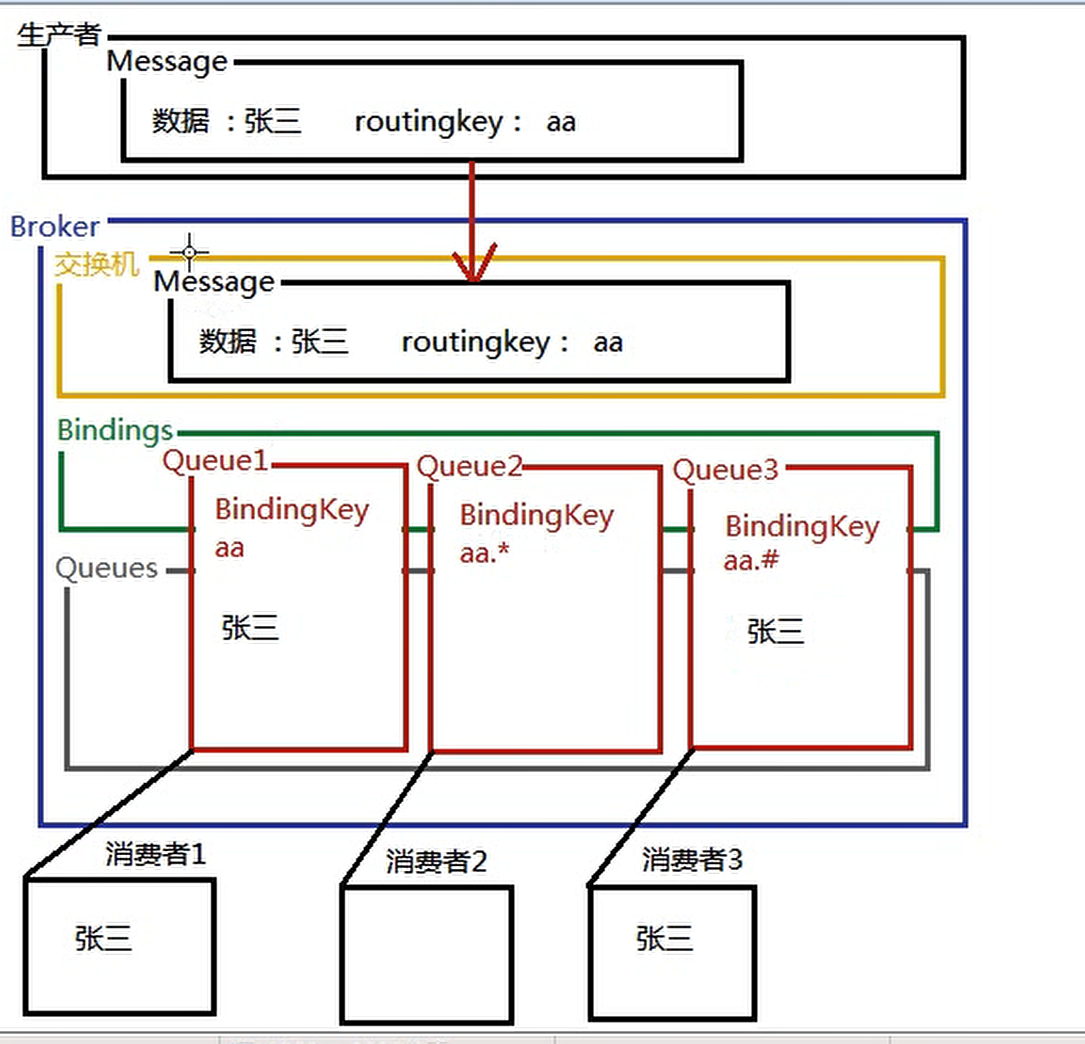 生产者
Message
数据 ：张三 routingkey： aa
Broker
交换机
Message
数据 ：张三 routingkey： aa
Bindings
Queue1
Queue2
Queue3
BindingKey
aa
BindingKey
aa.*
BindingKey
aa.#
Queues
张三
张三
消费者1
消费者2
消费者3
张三
张三